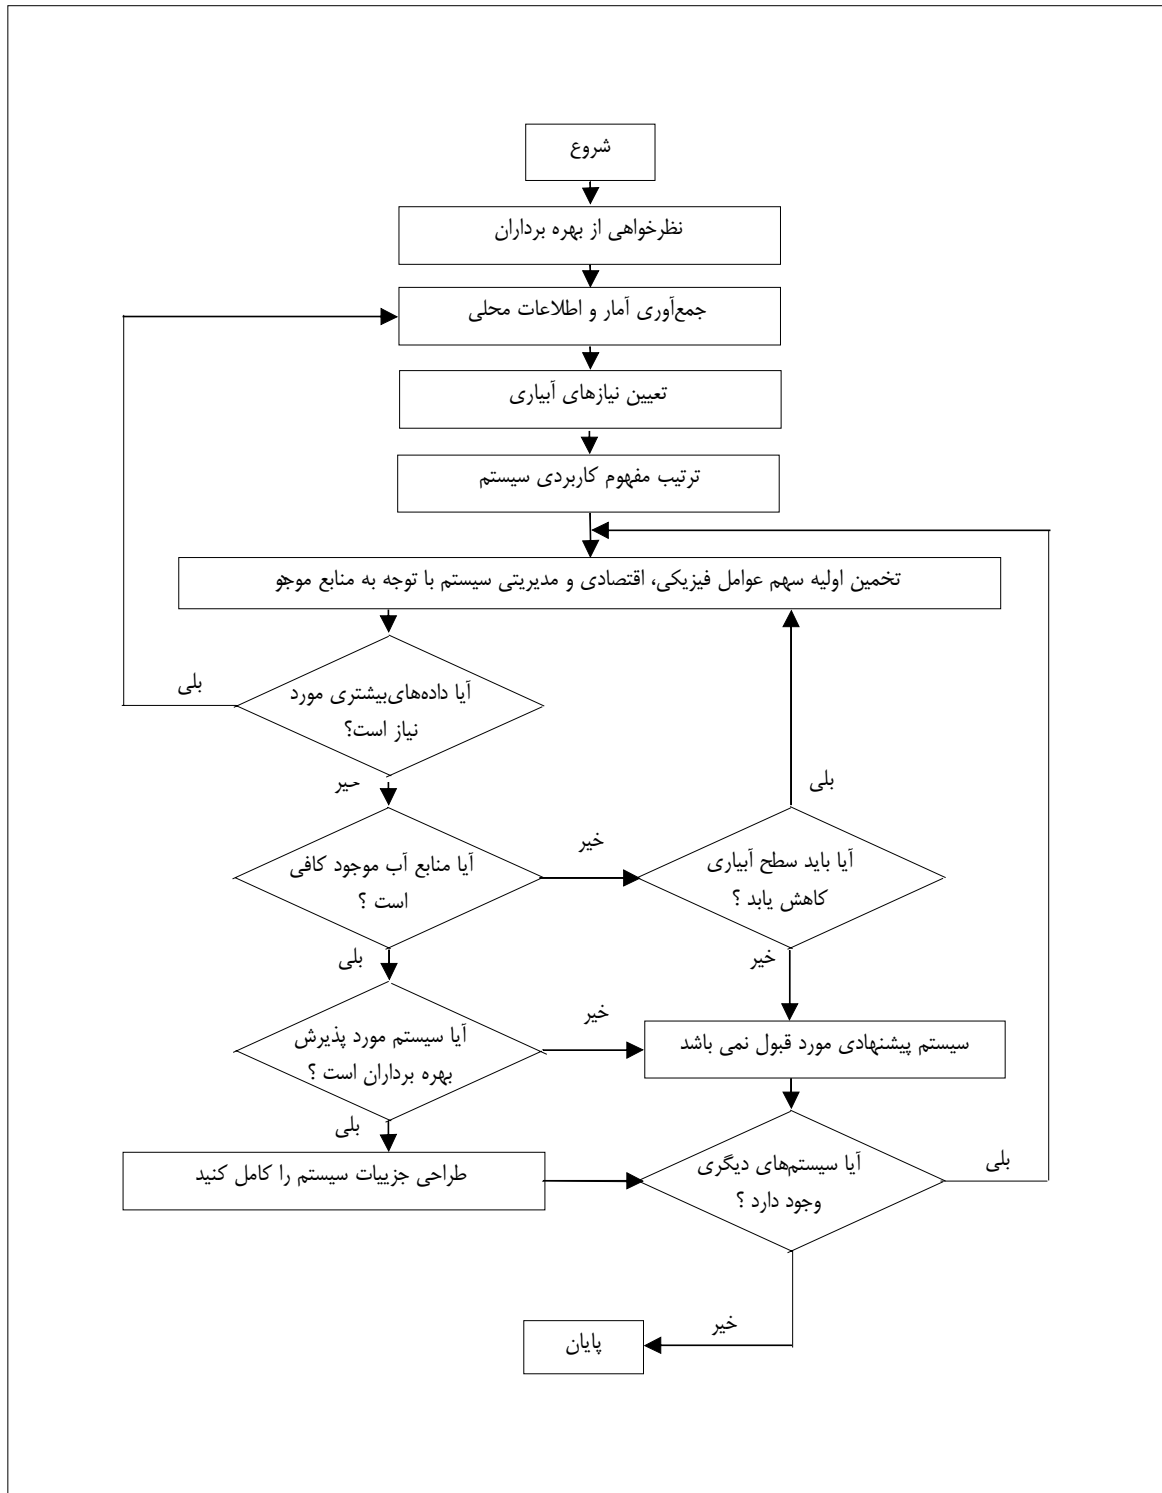 شروع
نظرخواهی از بهره برداران
جمع‌آوری آمار و اطلاعات محلی
تعیین نیازهای آبیاری
ترتیب مفهوم کاربردی سیستم
تخمین اولیه سهم عوامل فیزیکی، اقتصادی و مدیریتی سیستم با توجه به منابع موجو
بلی
آیا داده‌های‌بیشتری مورد
نیاز است؟
خیر
بلی
آیا منابع آب موجود کافی
است ؟
خیر
آیا باید سطح آبیاری
کاهش یابد ؟
بلی
خیر
آیا سیستم مورد پذیرش
بهره برداران است ؟
خیر
سیستم پیشنهادی مورد قبول نمی باشد
بلی
طراحی جزییات سیستم را کامل کنید
آیا سیستم‌های دیگری
وجود دارد ؟
بلی
خیر
پایان